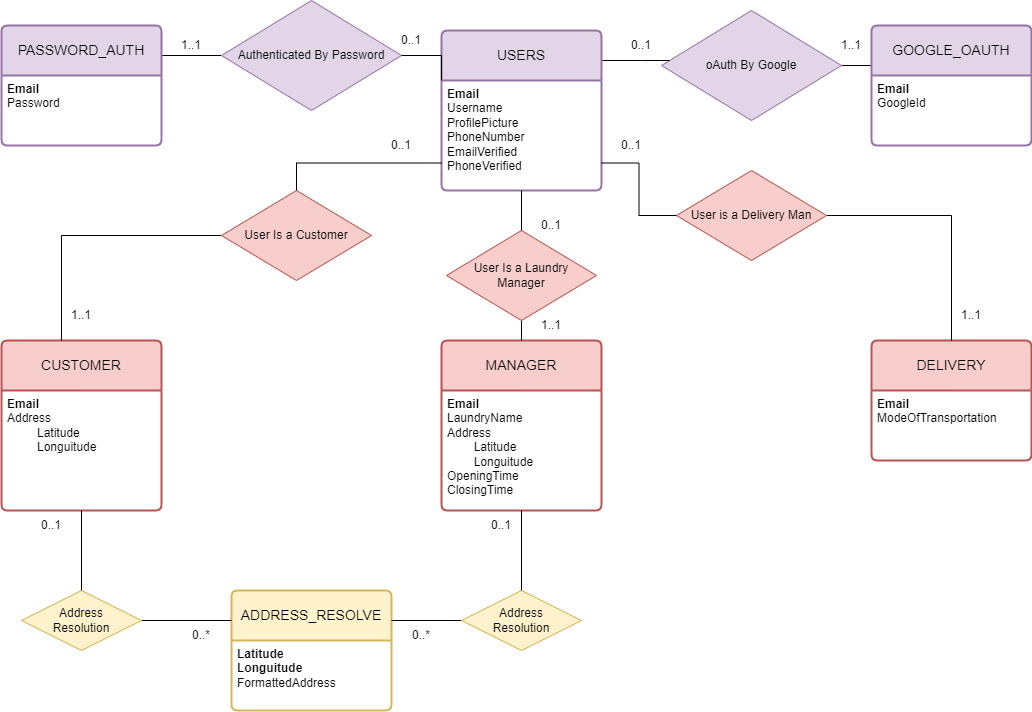 PASSWORD_AUTH
Email
Password
1..1
Authenticated By Password
0..1
USERS
Email
Username
ProfilePicture
PhoneNumber
EmailVerified
PhoneVerified
0..1
oAuth By Google
1..1
GOOGLE_OAUTH
Email
GoogleId
0..1
User Is a Customer
1..1
0..1
User Is a Laundry
Manager
1..1
0..1
User is a Delivery Man
1..1
CUSTOMER
Email
Address
Latitude
Longuitude
MANAGER
Email
LaundryName
Address
Latitude
Longuitude
OpeningTime
ClosingTime
DELIVERY
Email
ModeOfTransportation
0..1
Address
Resolution
0..*
ADDRESS_RESOLVE
Latitude
Longuitude
FormattedAddress
0..*
0..1
Address
Resolution